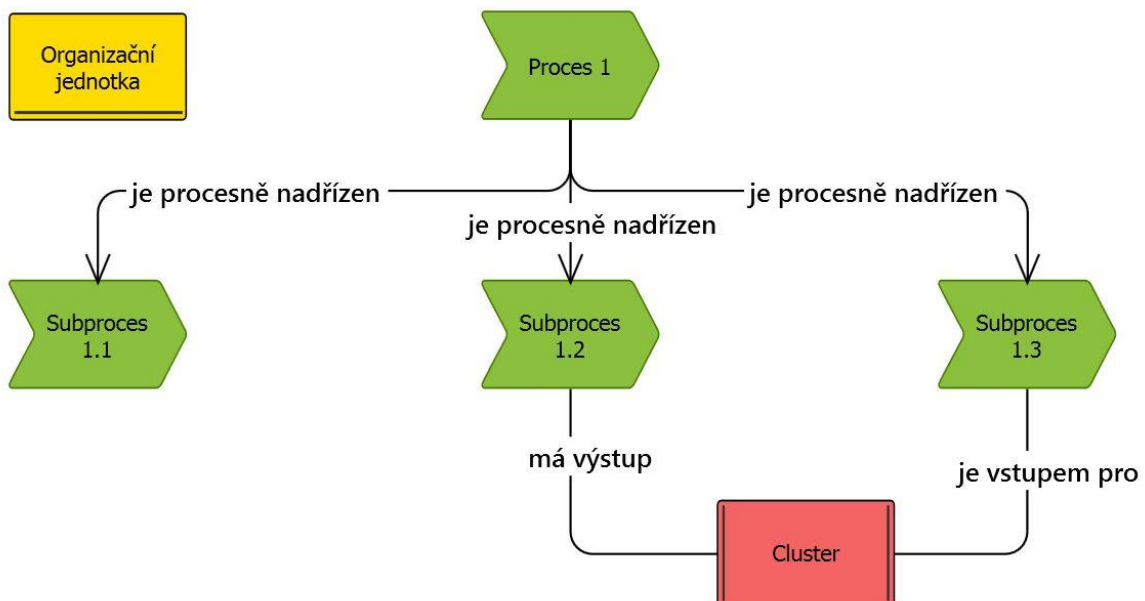 Organizační
jednotka
Proces 1
je procesně nadřízen
je procesně nadřízen
je procesně nadřízen
Subproces
1.1
Subproces
1.2
Subproces
1.3
má výstup
je vstupem pro
Cluster